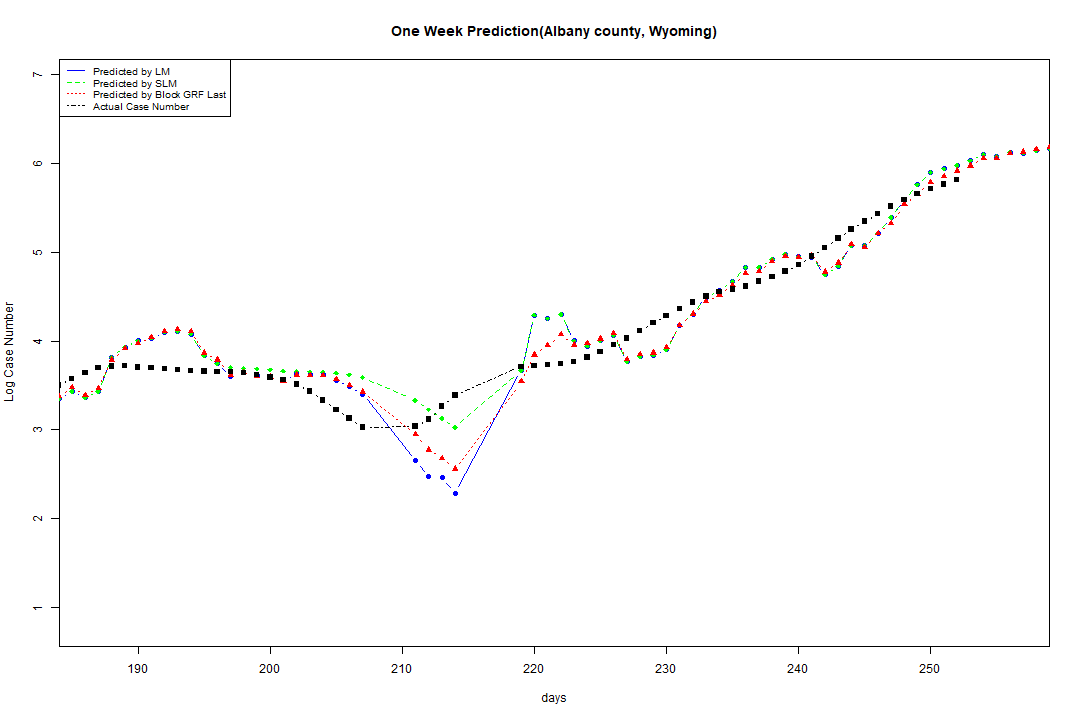 One Week Prediction(Albany county, Wyoming)
Predicted by LM
Predicted by SLM
Predicted by Block GRF Last
Actual Case Number
7
6
5
4
3
2
1
Log Case Number
190 200 210 220 230 240 250
days